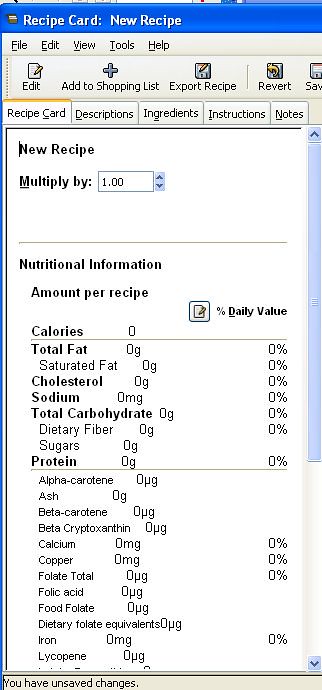 Recipe Card: New Recipe
File Edit View Tools Help
Edit Add to Shopping List Export Recipe Revert Sav
Recipe Card Descriptions Ingredients Instructions Notes
New Recipe
Multiply by: 1.00
Nutritional Information
Amount per recipe
% Daily Value
Calories 0
Total Fat 0g 0%
Saturated Fat 0g 0%
Cholesterol 0g 0%
Sodium 0mg 0%
Total Carbohydrate 0g 0%
Dietary Fiber 0g 0%
Sugars 0g
Protein 0g 0%
Alpha-carotene 0µg
Ash 0g
Beta-carotene 0µg
Beta Cryptoxanthin 0µg
Calcium 0mg 0%
Copper 0mg 0%
Folate Total 0µg 0%
Folic acid 0µg
Food Folate 0µg
Dietary folate equivalents0µg
Iron 0mg 0%
Lycopene 0µg
You have unsaved changes.